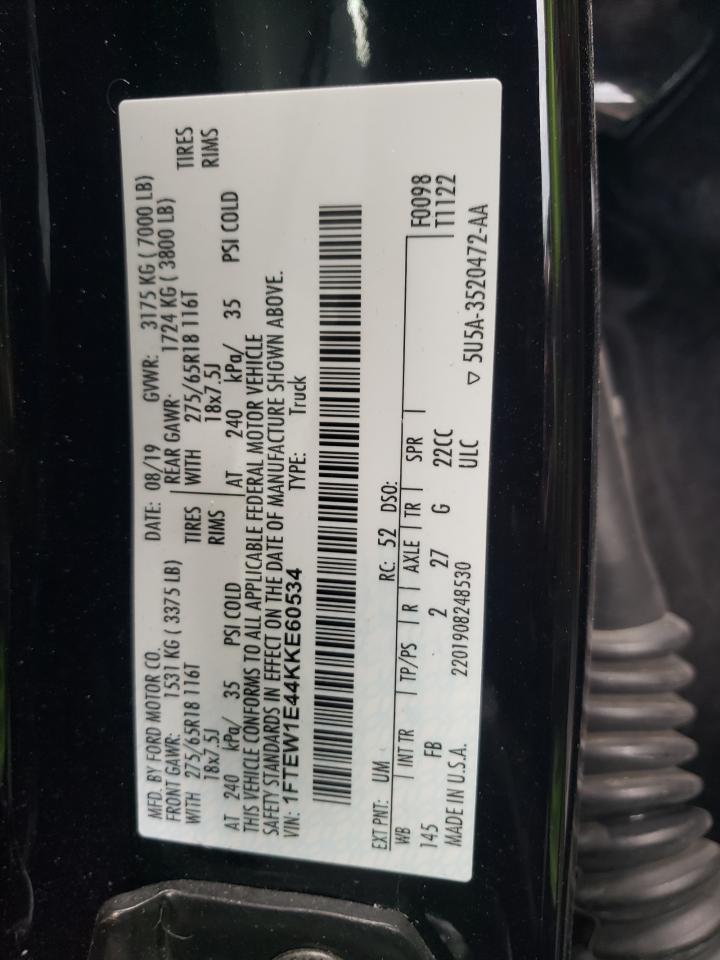 MFD. BY FORD MOTOR CO. DATE: 08/19 GVWR: 3175 KG ( 7000 LB)
FRONT GAWR: 1531 KG ( 3375 LB) REAR GAWR: 1724 KG ( 3800 LB)
WITH 275/65R18 116T TIRES WITH 275/65R18 116T TIRES
18x7.5J RIMS 18x7.5J RIMS
AT 240 kPa/ 35 PSI COLD AT 240 kPa/ 35 PSI COLD
THIS VEHICLE CONFORMS TO ALL APPLICABLE FEDERAL MOTOR VEHICLE
SAFETY STANDARDS IN EFFECT ON THE DATE OF MANUFACTURE SHOWN ABOVE.
VIN: 1FTEW1E44KKE60534 TYPE: Truck
EXT PNT: UM RC: 52 DSO:
WB INT TR TP/PS R AXLE TR SPR F0098
145 FB 2 27 G 22CC T1122
MADE IN U.S.A. 2201908248530 ULC ▽ 5U5A-3520472-AA